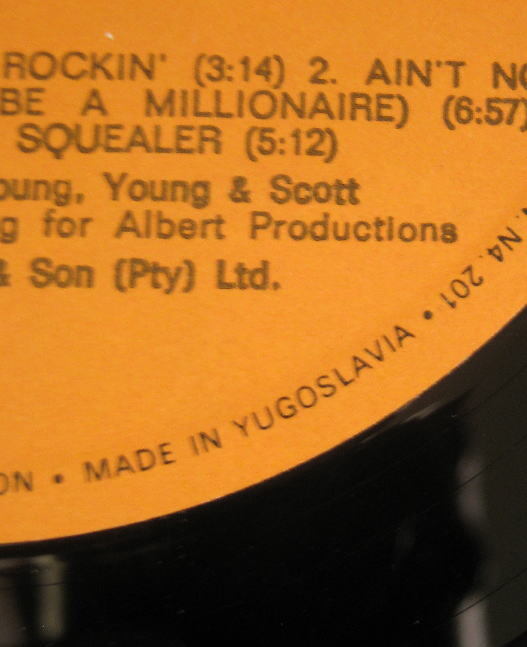 ROCKIN' (3:14) 2. AIN'T NO
BE A MILLIONAIRE) (6:57)
SQUEALER (5:12)
oung, Young & Scott
g for Albert Productions
& Son (Pty) Ltd.
ON • MADE IN YUGOSLAVIA • N. N4. 201